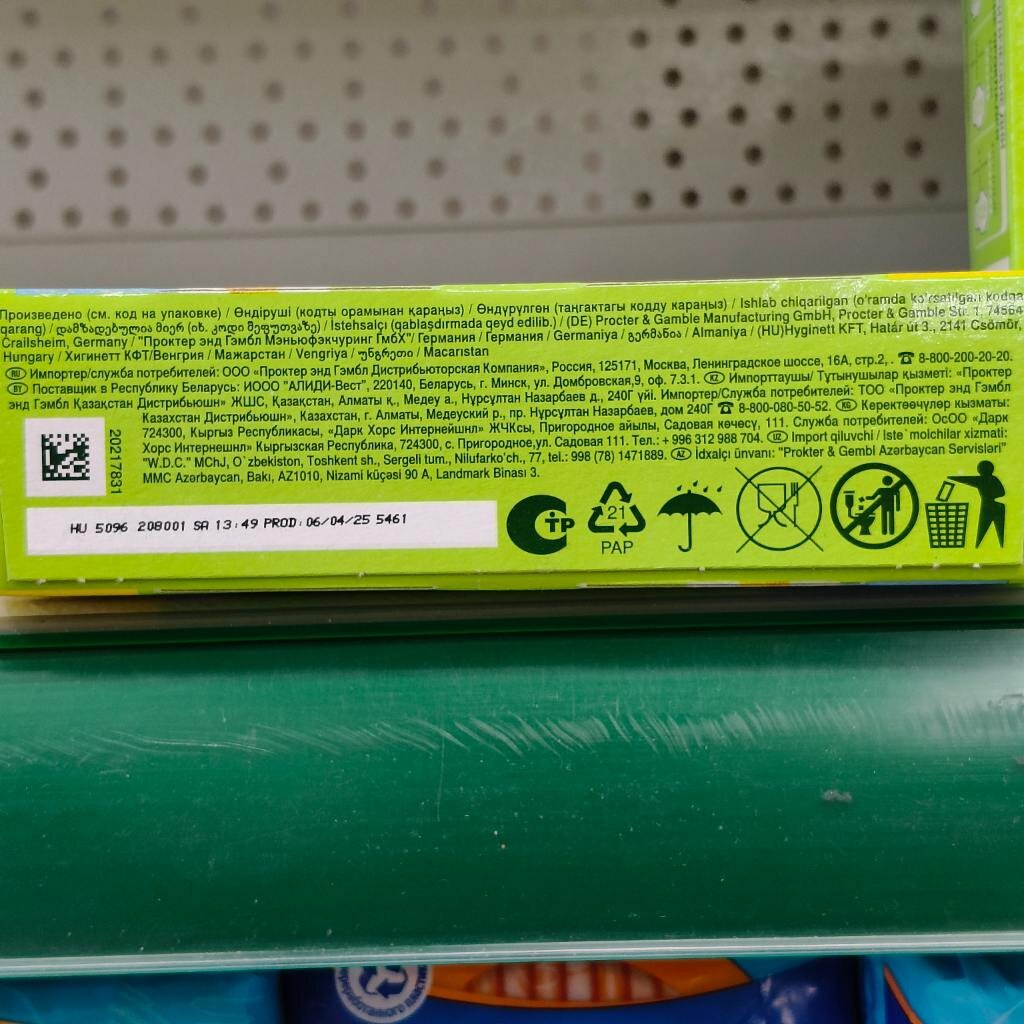 Произведено (см. код на упаковке) / Өндіруші (кодты орамынан қараңыз) / Өндүрүлгөн (таңгактагы кодду караңыз) / Ishlab chiqarilgan (o'ramda ko'rsatilgan kodga
qarang) / დამზადებულია მიერ (იხ. კოდი შეფუთვაზე) / İstehsalçı (qablaşdırmada qeyd edilib.) / (DE) Procter & Gamble Manufacturing GmbH, Procter & Gamble Str. 1, 74564
Crailsheim, Germany / "Проктер энд Гэмбл Мэньюфэкчуринг ГмбХ"/ Германия / Германия / Germaniya / გერმანია / Almaniya / (HU)Hyginett KFT, Határ út 3., 2141 Csömör,
Hungary / Хигинетт КФТ/Венгрия / Мажарстан / Vengriya / უნგრეთი / Macarıstan
RU Импортер/служба потребителей: ООО «Проктер энд Гэмбл Дистрибьюторская Компания», Россия, 125171, Москва, Ленинградское шоссе, 16А, стр.2, . ☎ 8-800-200-20-20.
BY Поставщик в Республику Беларусь: ИООО "АЛИДИ-Вест", 220140, Беларусь, г. Минск, ул. Домбровская,9, оф. 7.3.1. KZ Импорттаушы/ Тұтынушылар қызметі: «Проктер
энд Гэмбл Қазақстан Дистрибьюшн» ЖШС, Қазақстан, Алматы қ., Медеу а., Нұрсұлтан Назарбаев д., 240Г үйі. Импортер/Служба потребителей: ТОО «Проктер энд Гэмбл
Казахстан Дистрибьюшн», Казахстан, г. Алматы, Медеуский р., пр. Нұрсұлтан Назарбаев, дом 240Г ☎ 8-800-080-50-52. KG Керектөөчүлөр кызматы:
724300, Кыргыз Республикасы, «Дарк Хорс Интернейшнл» ЖЧКсы, Пригородное айылы, Садовая көчөсү, 111. Служба потребителей: ОсОО «Дарк
Хорс Интернешнл» Кыргызская Республика, 724300, с. Пригородное,ул. Садовая 111. Тел.: + 996 312 988 704. UZ Import qiluvchi / Iste`molchilar xizmati:
"W.D.C." MChJ, O`zbekiston, Toshkent sh., Sergeli tum., Nilufarko'ch., 77, tel.: 998 (78) 1471889. AZ İdxalçı ünvanı: "Prokter & Gembl Azərbaycan Servisləri"
MMC Azərbaycan, Bakı, AZ1010, Nizami küçəsi 90 A, Landmark Binası 3.
20217831
HU 5096 208001 SA 13:49 PROD:06/04/25 5461
TP
21
PAP